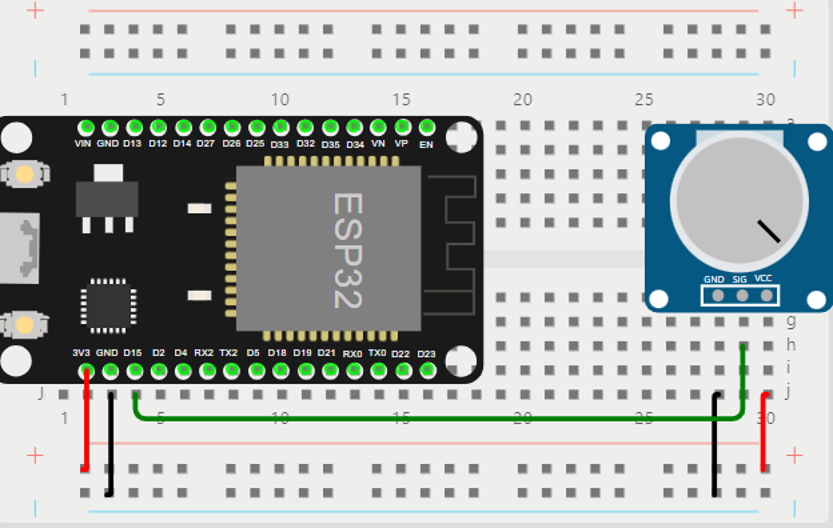 1 5 10 15 20 25 30
VIN GND D13 D12 D14 D27 D26 D25 D33 D32 D35 D34 VN VP EN
ESP32
GND SIG VCC
g
h
3V3 GND D15 D2 D4 RX2 TX2 D5 D18 D19 D21 RX0 TX0 D22 D23
i
J j
1 5 10 15 20 30